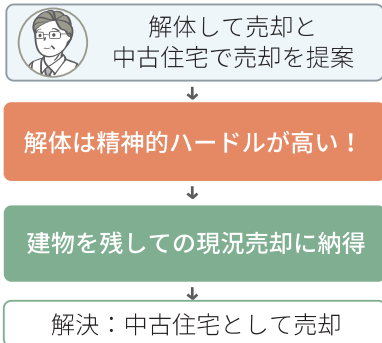 解体して売却と
中古住宅で売却を提案
解体は精神的ハードルが高い！
建物を残しての現況売却に納得
解決：中古住宅として売却